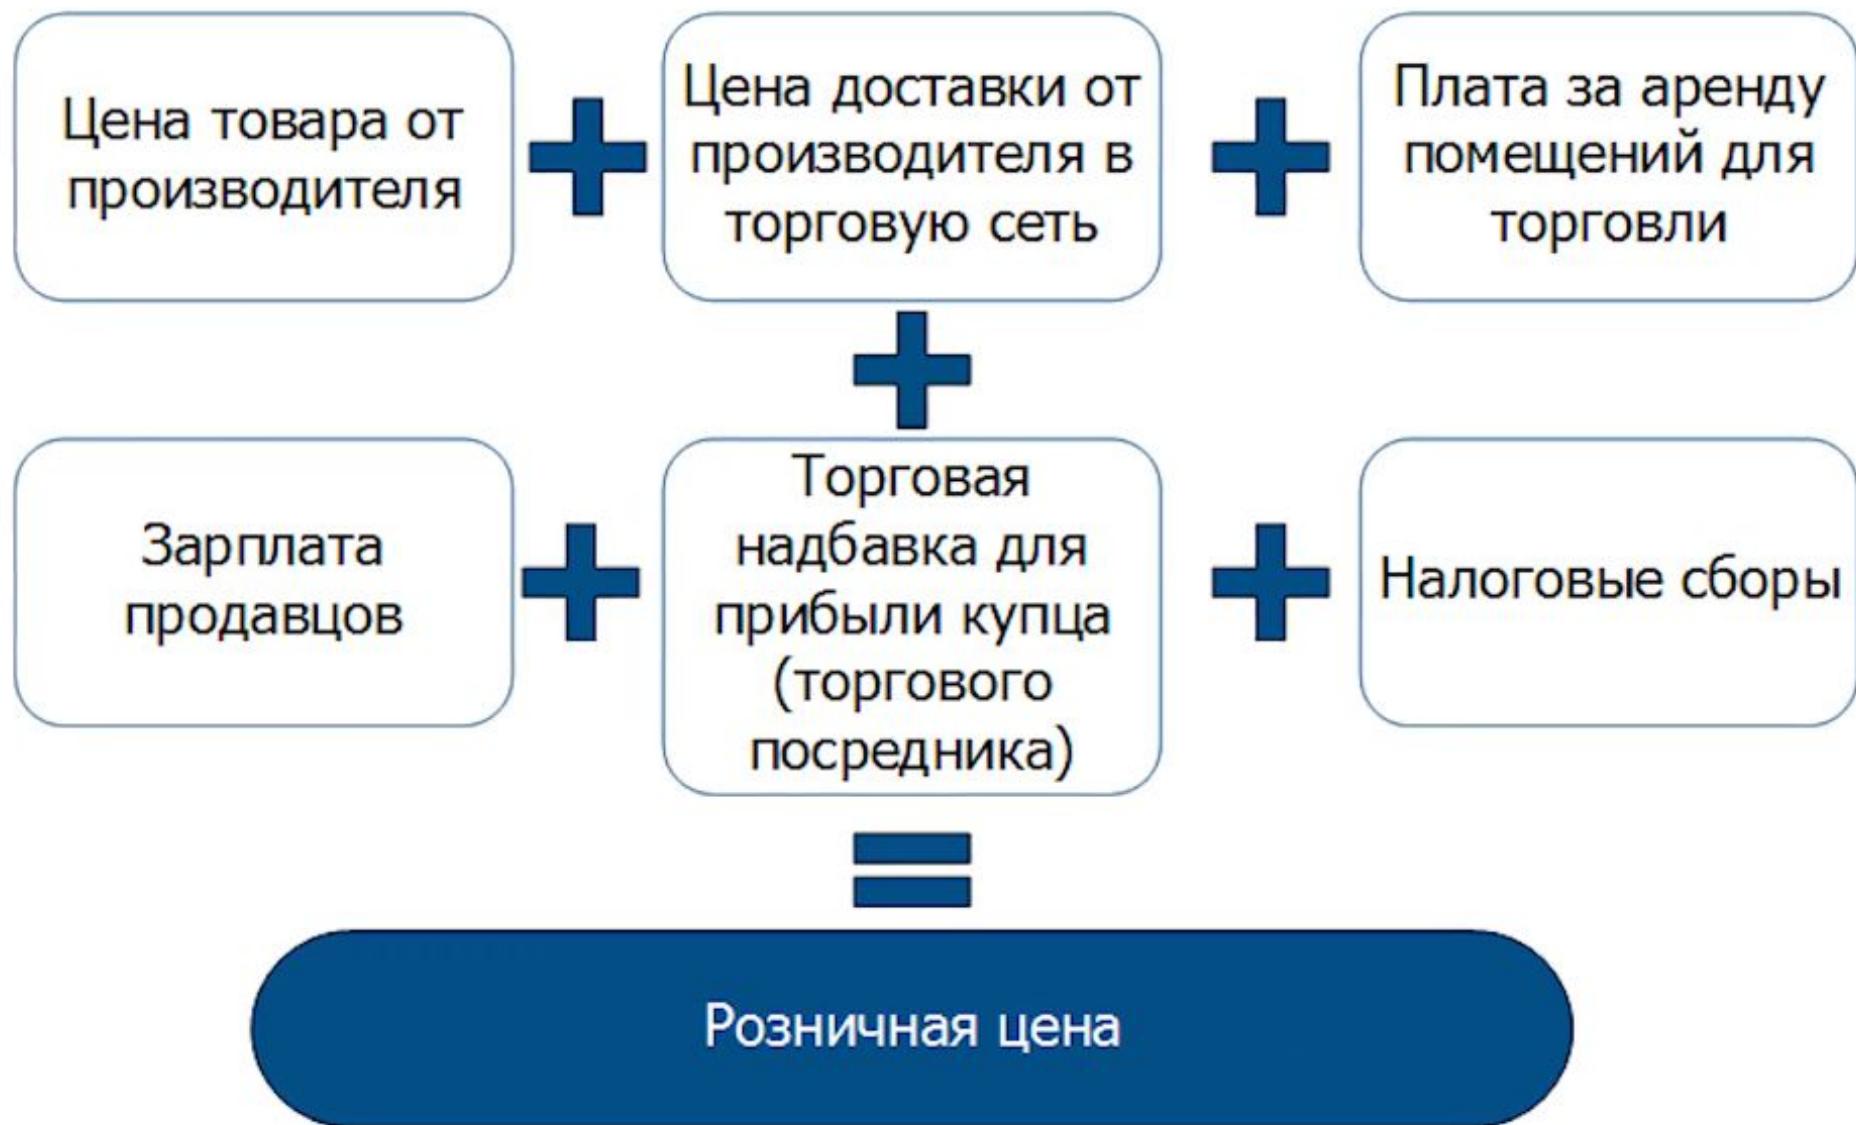 Цена товара от
производителя
Цена доставки от
производителя в
торговую сеть
Плата за аренду
помещений для
торговли
Зарплата
продавцов
Торговая
надбавка для
прибыли купца
(торгового
посредника)
Налоговые сборы
Розничная цена